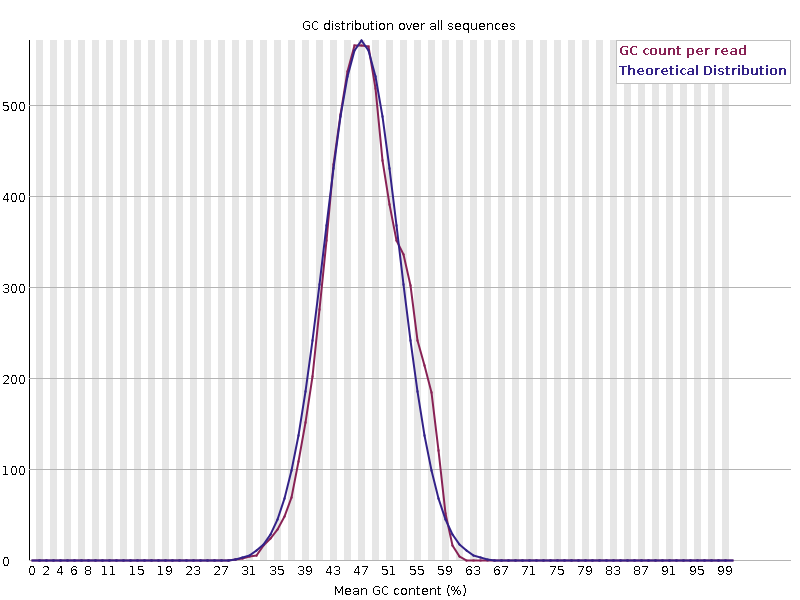 GC distribution over all sequences
GC count per read
Theoretical Distribution
500
400
300
200
100
0
0 2 4 6 8 11 15 19 23 27 31 35 39 43 47 51 55 59 63 67 71 75 79 83 87 91 95 99
Mean GC content (%)